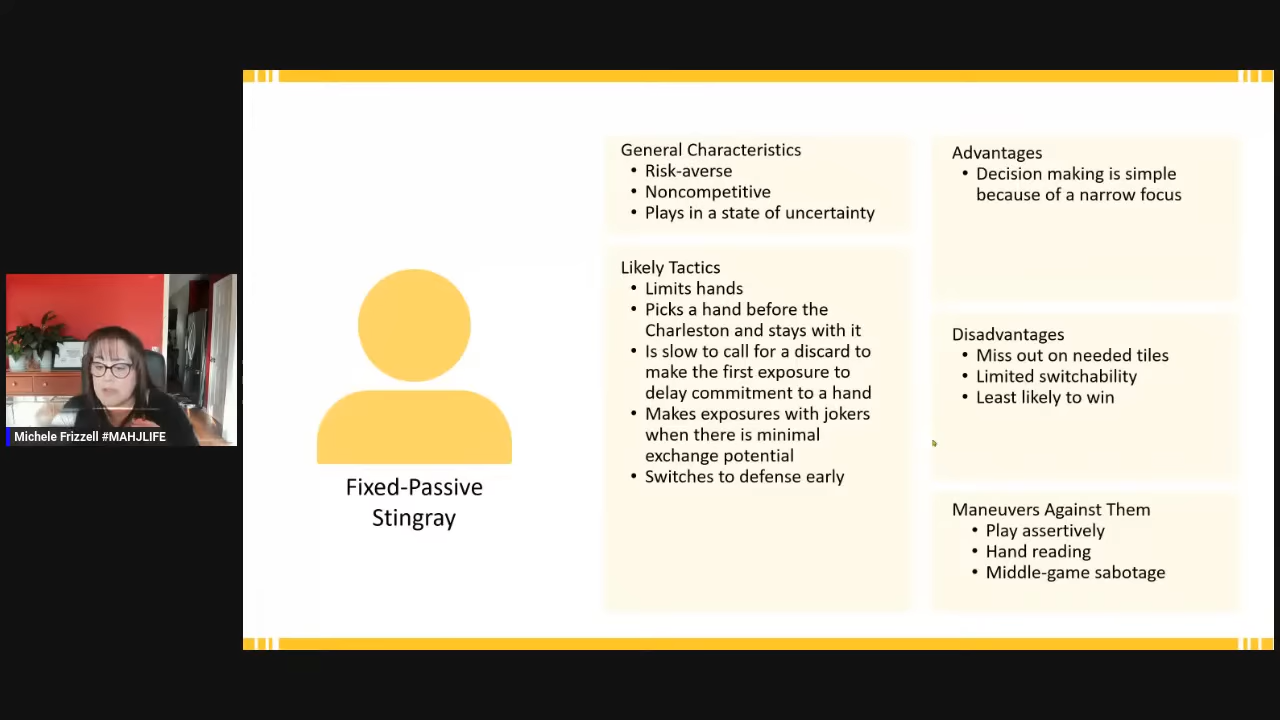 General Characteristics
• Risk-averse
• Noncompetitive
• Plays in a state of uncertainty
Likely Tactics
• Limits hands
• Picks a hand before the
Charleston and stays with it
• Is slow to call for a discard to
make the first exposure to
delay commitment to a hand
• Makes exposures with jokers
when there is minimal
exchange potential
• Switches to defense early
Advantages
• Decision making is simple
because of a narrow focus
Disadvantages
• Miss out on needed tiles
• Limited switchability
• Least likely to win
Maneuvers Against Them
• Play assertively
• Hand reading
• Middle-game sabotage
Fixed-Passive
Stingray
Michele Frizzell #MAHJLIFE